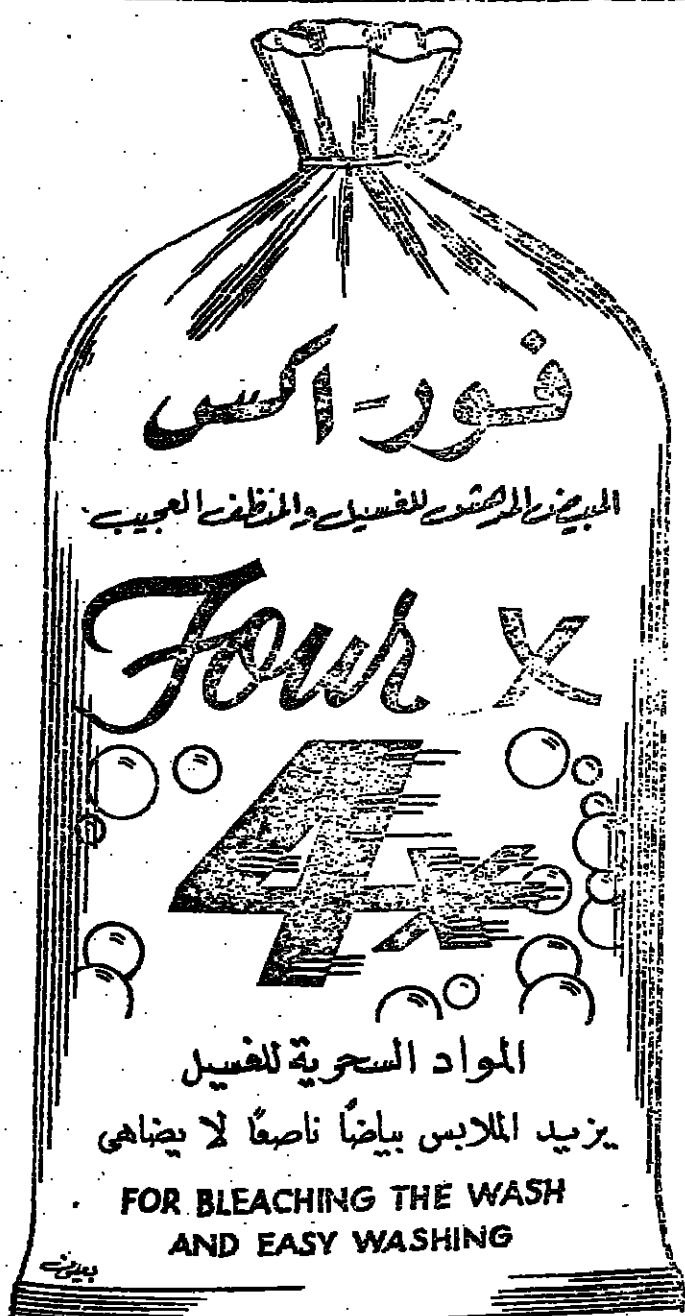 فور-اكس
المبيض المدهش للغسيل والمنظف العجيب
Four X
4x
المواد السحرية للغسيل
يزيد الملابس بياضاً ناصعاً لا يضاهى
FOR BLEACHING THE WASH
AND EASY WASHING